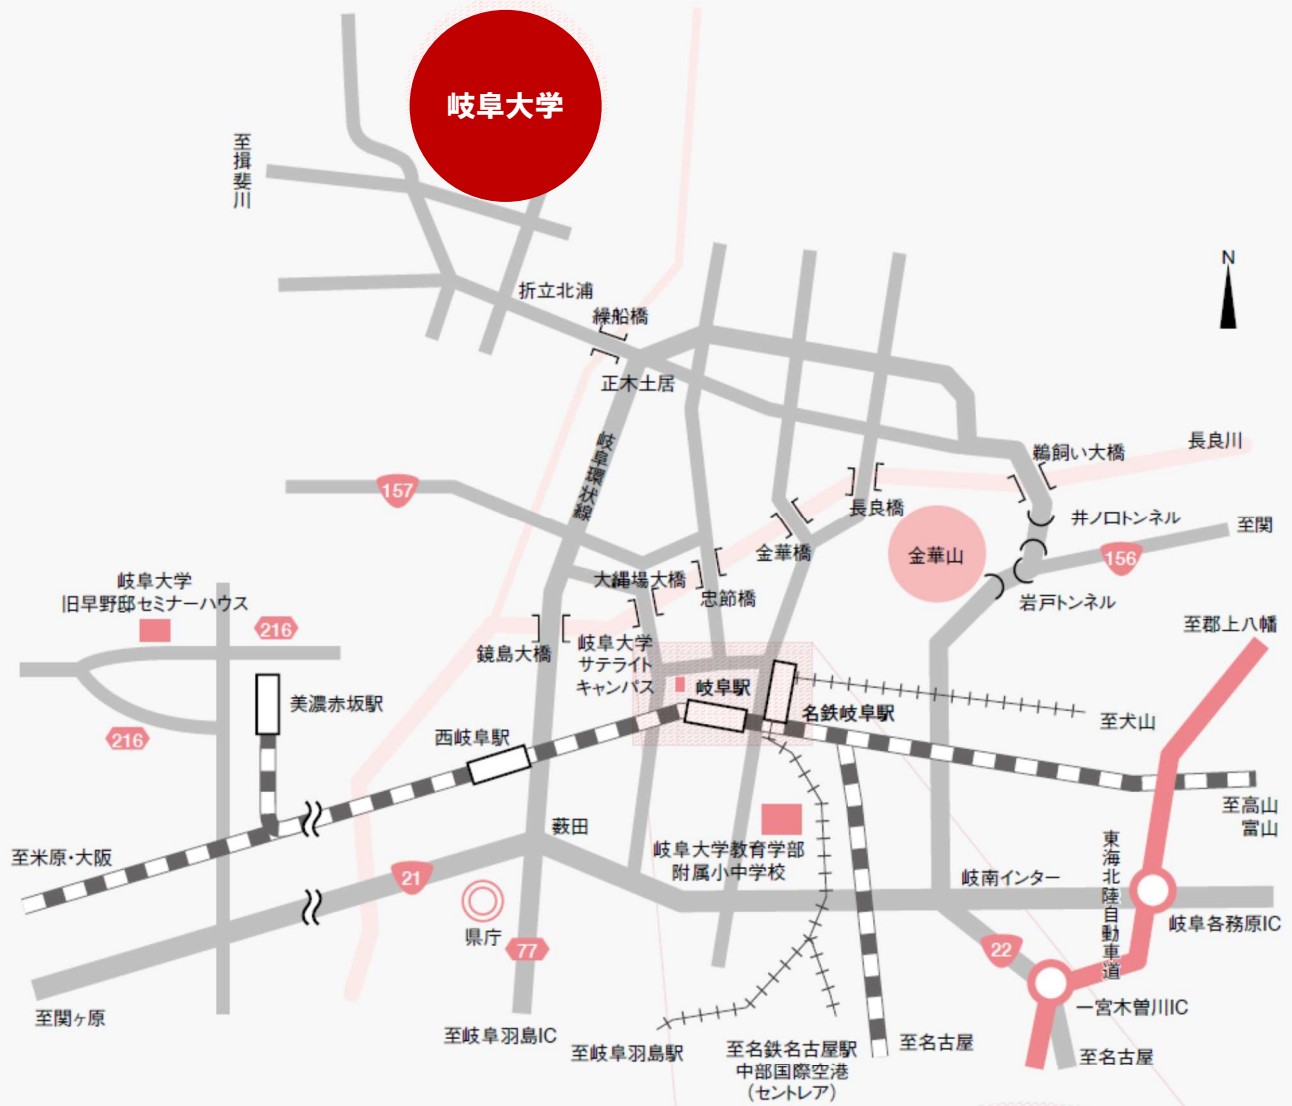 岐阜大学
至揖斐川
N
折立北浦
繰船橋
正木土居
岐阜環状線
鵜飼い大橋
長良川
157
長良橋
井ノ口トンネル
至関
金華橋
金華山
156
岐阜大学
旧早野邸セミナーハウス
大縄場大橋
忠節橋
岩戸トンネル
216
至郡上八幡
鏡島大橋
岐阜大学
サテライト
キャンパス
岐阜駅
美濃赤坂駅
名鉄岐阜駅
至犬山
216
西岐阜駅
至高山
富山
薮田
至米原・大阪
岐阜大学教育学部
附属小中学校
東海北陸自動車道
21
岐南インター
県庁
岐阜各務原IC
77
22
至関ヶ原
一宮木曽川IC
至岐阜羽島IC
至岐阜羽島駅
至名鉄名古屋駅
中部国際空港
（セントレア）
至名古屋
至名古屋